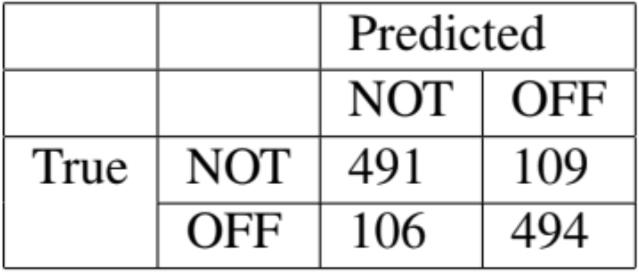 Predicted
NOT OFF
True NOT 491 109
OFF 106 494